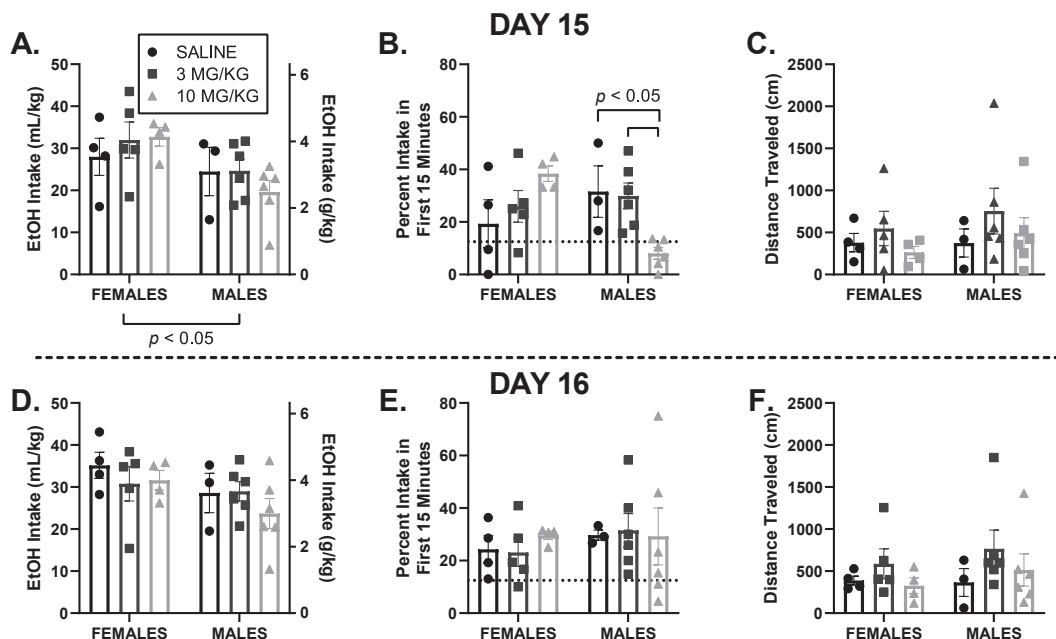 DAY 15
A.
SALINE
3 MG/KG
10 MG/KG
EtOH Intake (mL/kg)
50
40
30
20
10
0
EtOH Intake (g/kg)
6
4
2
0
FEMALES MALES
p < 0.05
B.
Percent Intake in
First 15 Minutes
80
60
40
20
0
p < 0.05
FEMALES MALES
C.
Distance Traveled (cm)
2500
2000
1500
1000
500
0
FEMALES MALES
DAY 16
D.
EtOH Intake (mL/kg)
50
40
30
20
10
0
EtOH Intake (g/kg)
6
4
2
0
FEMALES MALES
E.
Percent Intake in
First 15 Minutes
80
60
40
20
0
FEMALES MALES
F.
Distance Traveled (cm)
2500
2000
1500
1000
500
0
FEMALES MALES